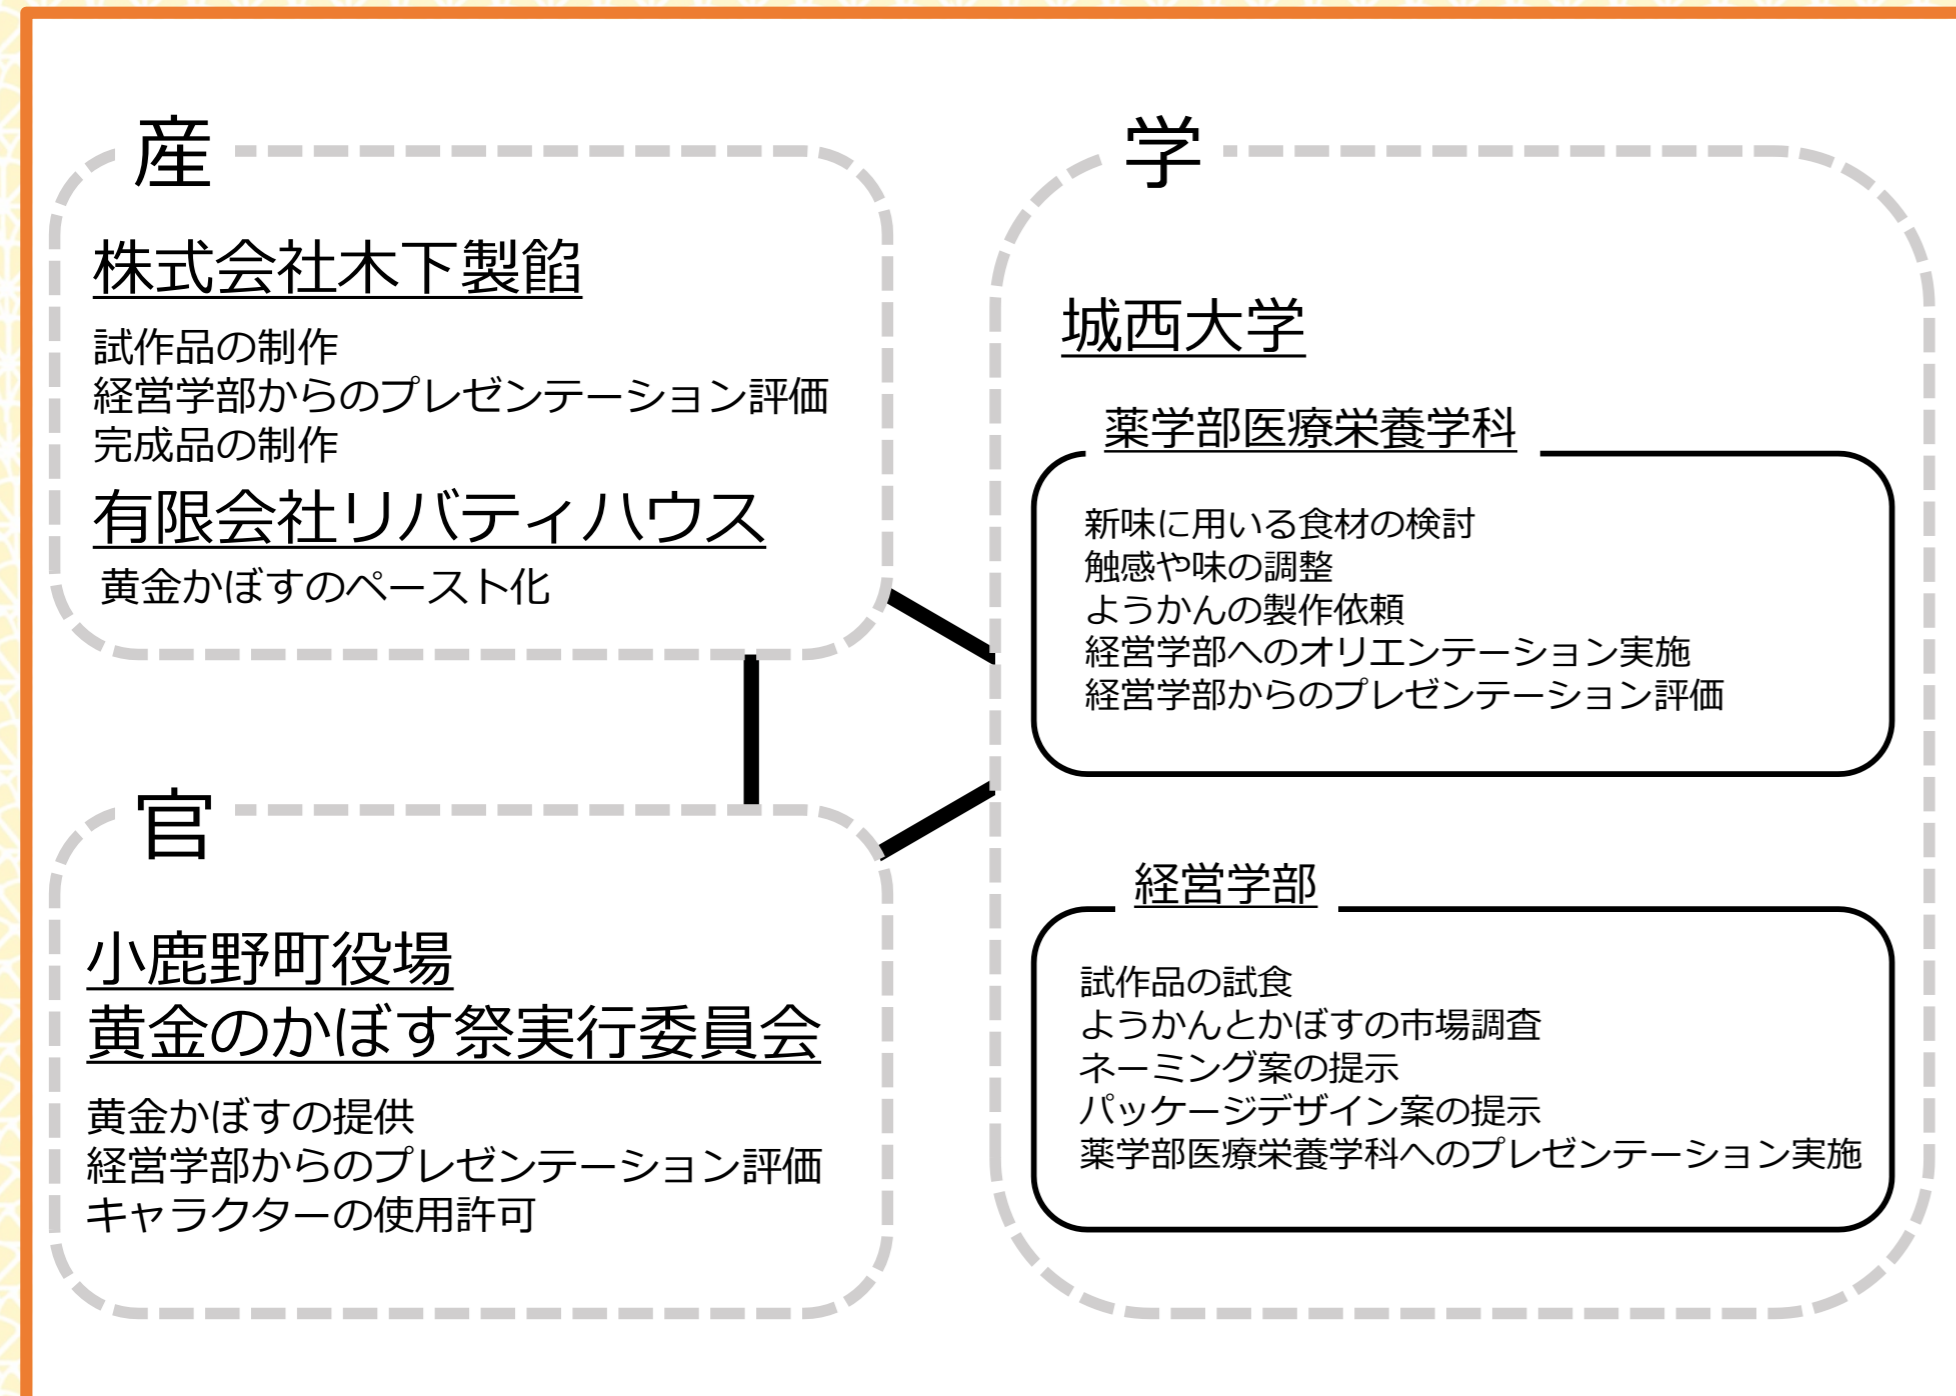 産
株式会社木下製餡
試作品の制作
経営学部からのプレゼンテーション評価
完成品の制作
有限会社リバティハウス
黄金かぼすのペースト化
官
小鹿野町役場
黄金のかぼす祭実行委員会
黄金かぼすの提供
経営学部からのプレゼンテーション評価
キャラクターの使用許可
学
城西大学
薬学部医療栄養学科
新味に用いる食材の検討
触感や味の調整
ようかんの製作依頼
経営学部へのオリエンテーション実施
経営学部からのプレゼンテーション評価
経営学部
試作品の試食
ようかんとかぼすの市場調査
ネーミング案の提示
パッケージデザイン案の提示
薬学部医療栄養学科へのプレゼンテーション実施